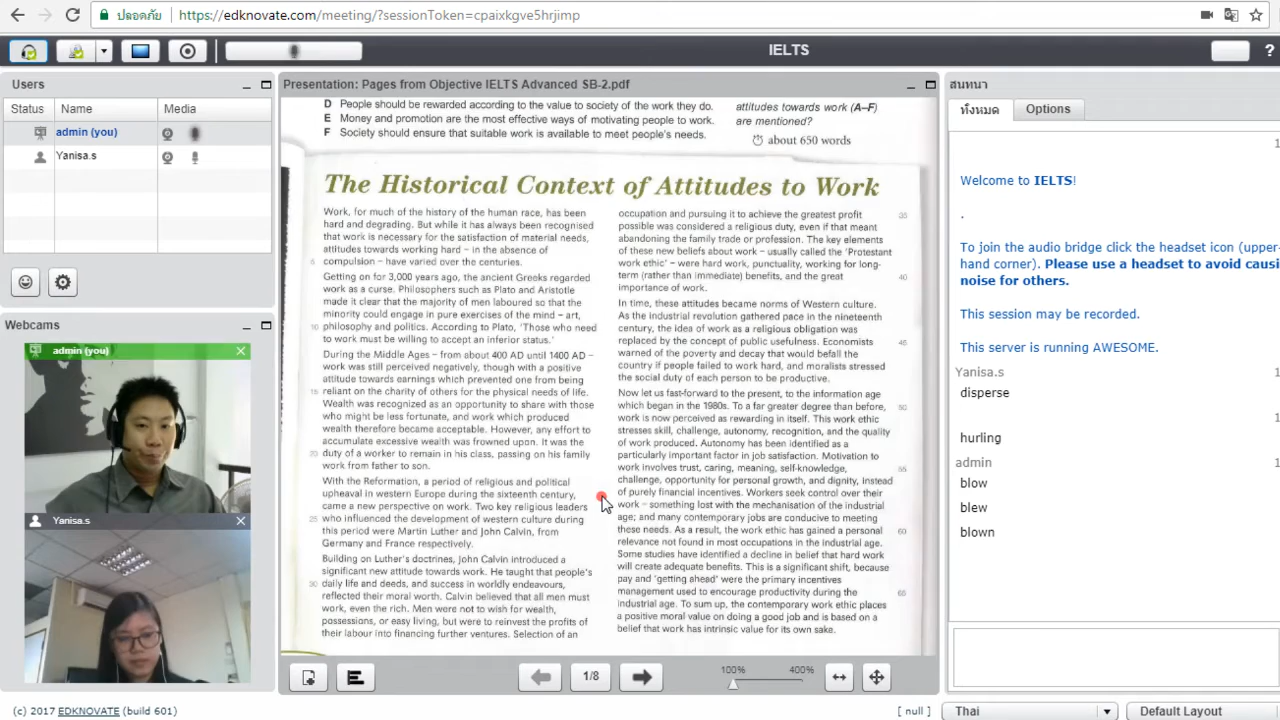 ปลอดภัย
https://edknovate.com/meeting/?sessionToken=cpaixkgve5hrjimp
IELTS
?
Users
Status Name Media
admin (you)
Yanisa.s
Webcams
admin (you)
Yanisa.s
Presentation: Pages from Objective IELTS Advanced SB-2.pdf
D People should be rewarded according to the value to society of the work they do.
E Money and promotion are the most effective ways of motivating people to work.
F Society should ensure that suitable work is available to meet people's needs.
attitudes towards work (A–F)
are mentioned?
about 650 words
The Historical Context of Attitudes to Work
Work, for much of the history of the human race, has been
hard and degrading. But while it has always been recognised
that work is necessary for the satisfaction of material needs,
attitudes towards working hard – in the absence of
5 compulsion – have varied over the centuries.
Getting on for 3,000 years ago, the ancient Greeks regarded
work as a curse. Philosophers such as Plato and Aristotle
made it clear that the majority of men laboured so that the
minority could engage in pure exercises of the mind – art,
10 philosophy and politics. According to Plato, 'Those who need
to work must be willing to accept an inferior status.'
During the Middle Ages – from about 400 AD until 1400 AD –
work was still perceived negatively, though with a positive
attitude towards earnings which prevented one from being
15 reliant on the charity of others for the physical needs of life.
Wealth was recognized as an opportunity to share with those
who might be less fortunate, and work which produced
wealth therefore became acceptable. However, any effort to
accumulate excessive wealth was frowned upon. It was the
20 duty of a worker to remain in his class, passing on his family
work from father to son.
With the Reformation, a period of religious and political
upheaval in western Europe during the sixteenth century,
came a new perspective on work. Two key religious leaders
25 who influenced the development of western culture during
this period were Martin Luther and John Calvin, from
Germany and France respectively.
Building on Luther's doctrines, John Calvin introduced a
significant new attitude towards work. He taught that people's
30 daily life and deeds, and success in worldly endeavours,
reflected their moral worth. Calvin believed that all men must
work, even the rich. Men were not to wish for wealth,
possessions, or easy living, but were to reinvest the profits of
their labour into financing further ventures. Selection of an
occupation and pursuing it to achieve the greatest profit 35
possible was considered a religious duty, even if that meant
abandoning the family trade or profession. The key elements
of these new beliefs about work – usually called the 'Protestant
work ethic' – were hard work, punctuality, working for long-
term (rather than immediate) benefits, and the great 40
importance of work.
In time, these attitudes became norms of Western culture.
As the industrial revolution gathered pace in the nineteenth
century, the idea of work as a religious obligation was
replaced by the concept of public usefulness. Economists 45
warned of the poverty and decay that would befall the
country if people failed to work hard, and moralists stressed
the social duty of each person to be productive.
Now let us fast-forward to the present, to the information age
which began in the 1980s. To a far greater degree than before, 50
work is now perceived as rewarding in itself. This work ethic
stresses skill, challenge, autonomy, recognition, and the quality
of work produced. Autonomy has been identified as a
particularly important factor in job satisfaction. Motivation to
work involves trust, caring, meaning, self-knowledge, 55
challenge, opportunity for personal growth, and dignity, instead
of purely financial incentives. Workers seek control over their
work – something lost with the mechanisation of the industrial
age; and many contemporary jobs are conducive to meeting
these needs. As a result, the work ethic has gained a personal 60
relevance not found in most occupations in the industrial age.
Some studies have identified a decline in belief that hard work
will create adequate benefits. This is a significant shift, because
pay and 'getting ahead' were the primary incentives
management used to encourage productivity during the 65
industrial age. To sum up, the contemporary work ethic places
a positive moral value on doing a good job and is based on a
belief that work has intrinsic value for its own sake.
1/8
100% 400%
สนทนา
ทั้งหมด Options
1
Welcome to IELTS!
.
To join the audio bridge click the headset icon (upper-
hand corner). Please use a headset to avoid causi
noise for others.
This session may be recorded.
This server is running AWESOME.
Yanisa.s 1
disperse
hurling
admin 1
blow
blew
blown
(c) 2017 EDKNOVATE (build 601)
[ null ]
Thai
Default Layout